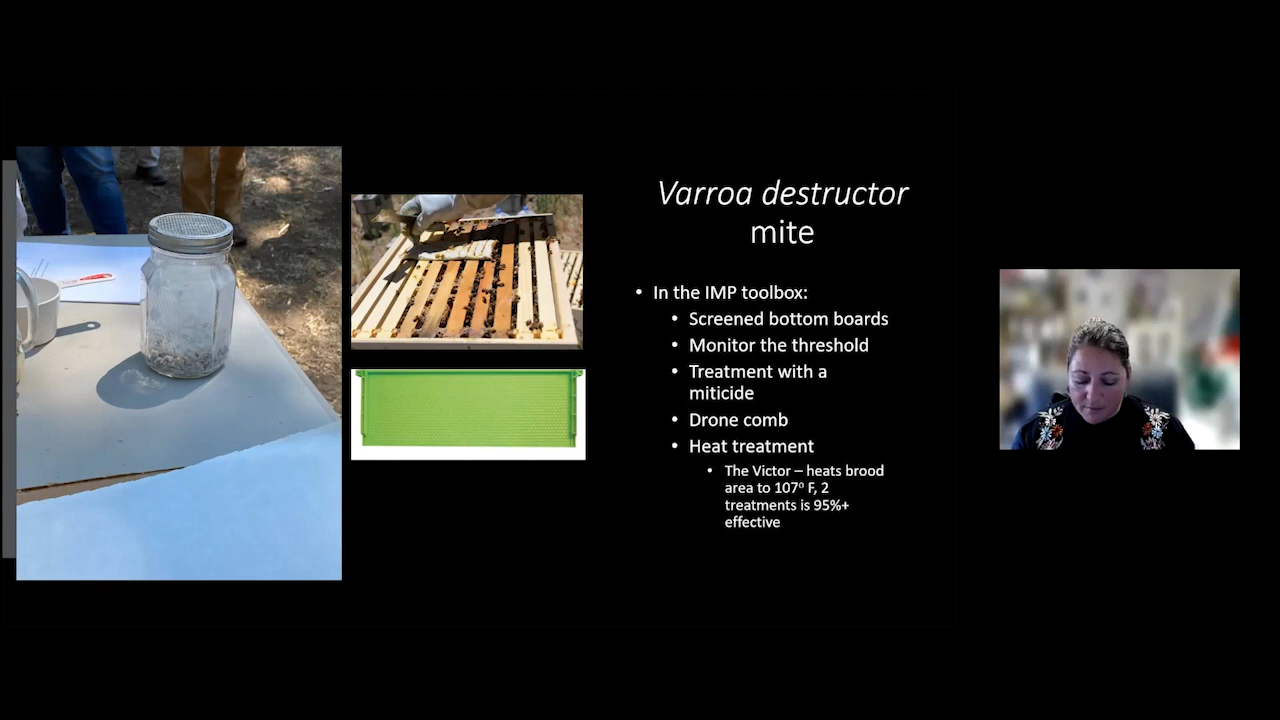 Varroa destructor
mite
• In the IMP toolbox:
• Screened bottom boards
• Monitor the threshold
• Treatment with a
miticide
• Drone comb
• Heat treatment
• The Victor – heats brood
area to 107º F, 2
treatments is 95%+
effective